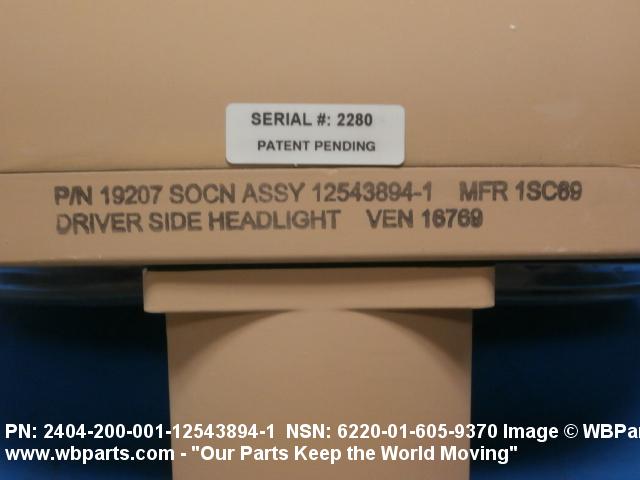 SERIAL #: 2280
PATENT PENDING
P/N 19207 SOCN ASSY 12543894-1 MFR 1SC69
DRIVER SIDE HEADLIGHT VEN 16769
PN: 2404-200-001-12543894-1 NSN: 6220-01-605-9370 Image © WBPar
www.wbparts.com - "Our Parts Keep the World Moving"